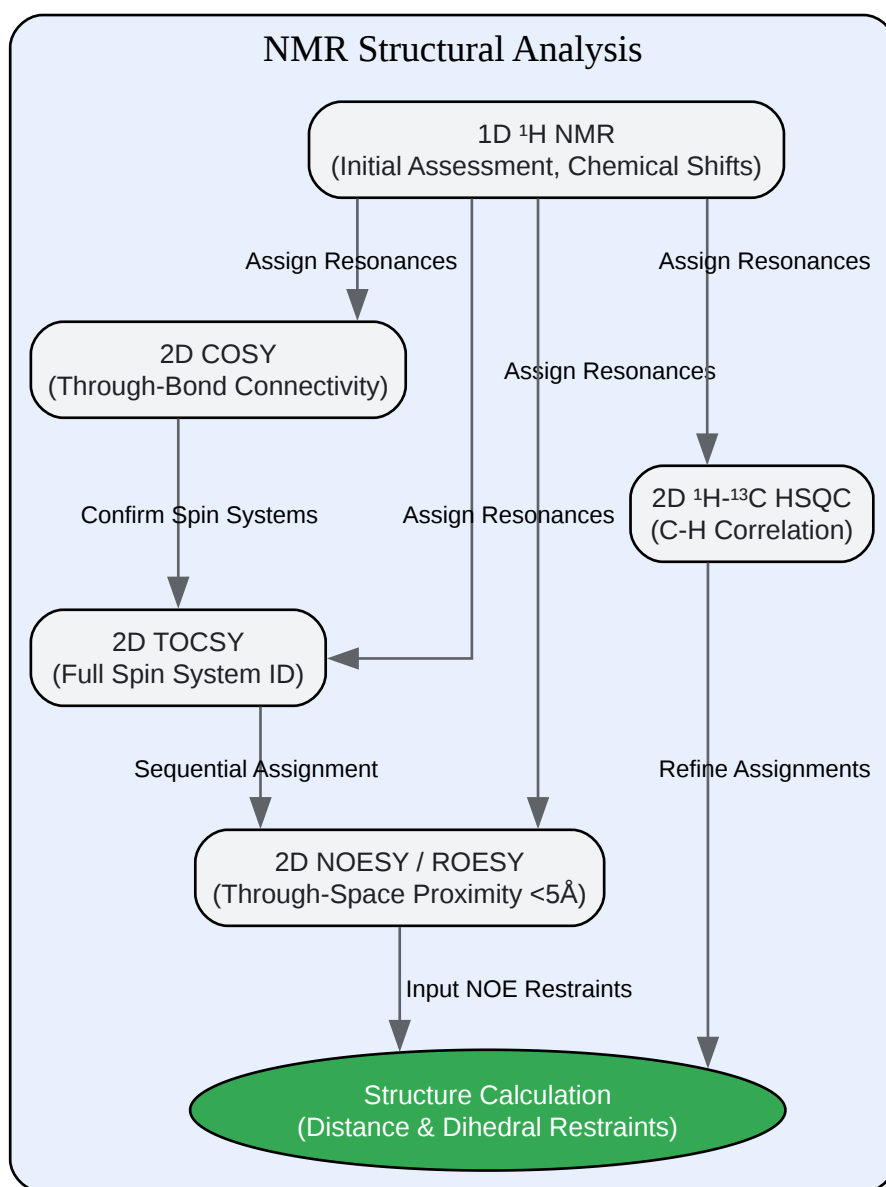 NMR Structural Analysis
1D ¹H NMR
(Initial Assessment, Chemical Shifts)
Assign Resonances
Assign Resonances
2D COSY
(Through-Bond Connectivity)
Assign Resonances
2D ¹H-¹³C HSQC
(C-H Correlation)
Confirm Spin Systems
Assign Resonances
2D TOCSY
(Full Spin System ID)
Sequential Assignment
Refine Assignments
2D NOESY / ROESY
(Through-Space Proximity <5Å)
Input NOE Restraints
Structure Calculation
(Distance & Dihedral Restraints)